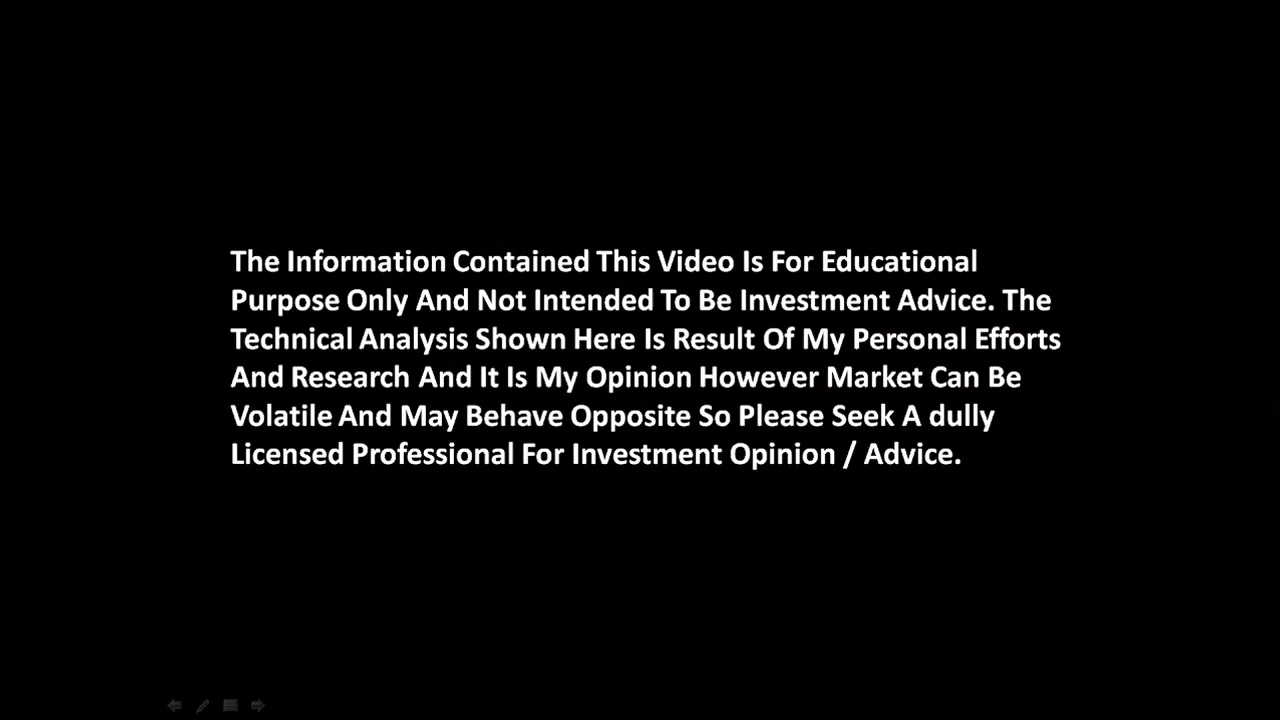 The Information Contained This Video Is For Educational
Purpose Only And Not Intended To Be Investment Advice. The
Technical Analysis Shown Here Is Result Of My Personal Efforts
And Research And It Is My Opinion However Market Can Be
Volatile And May Behave Opposite So Please Seek A dully
Licensed Professional For Investment Opinion / Advice.